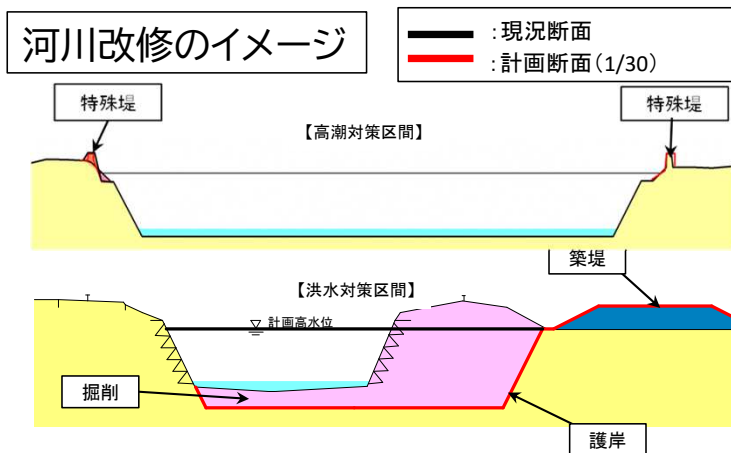 河川改修のイメージ
：現況断面
：計画断面（1/30）
特殊堤
特殊堤
【高潮対策区間】
築堤
【洪水対策区間】
計画高水位
掘削
護岸